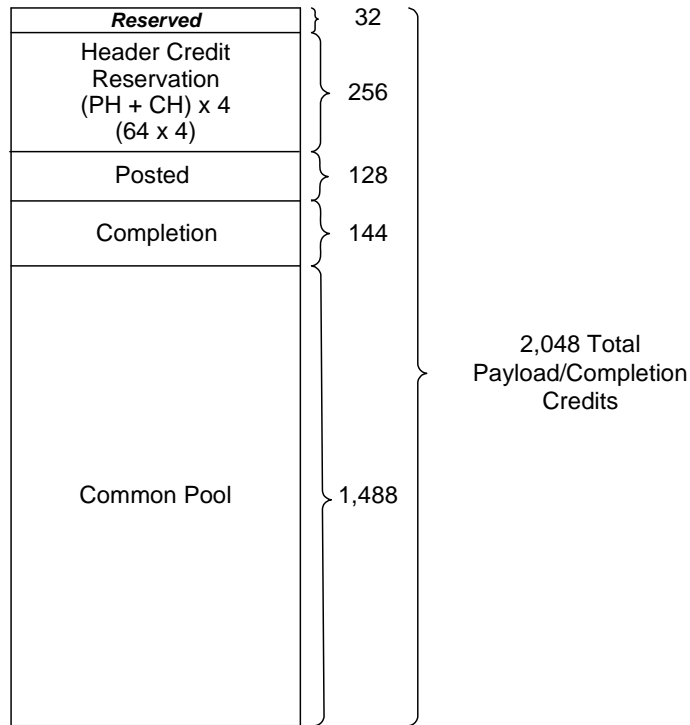 Reserved
32
Header Credit
Reservation
(PH + CH) x 4
(64 x 4)
256
Posted
128
Completion
144
2,048 Total
Payload/Completion
Credits
Common Pool
1,488